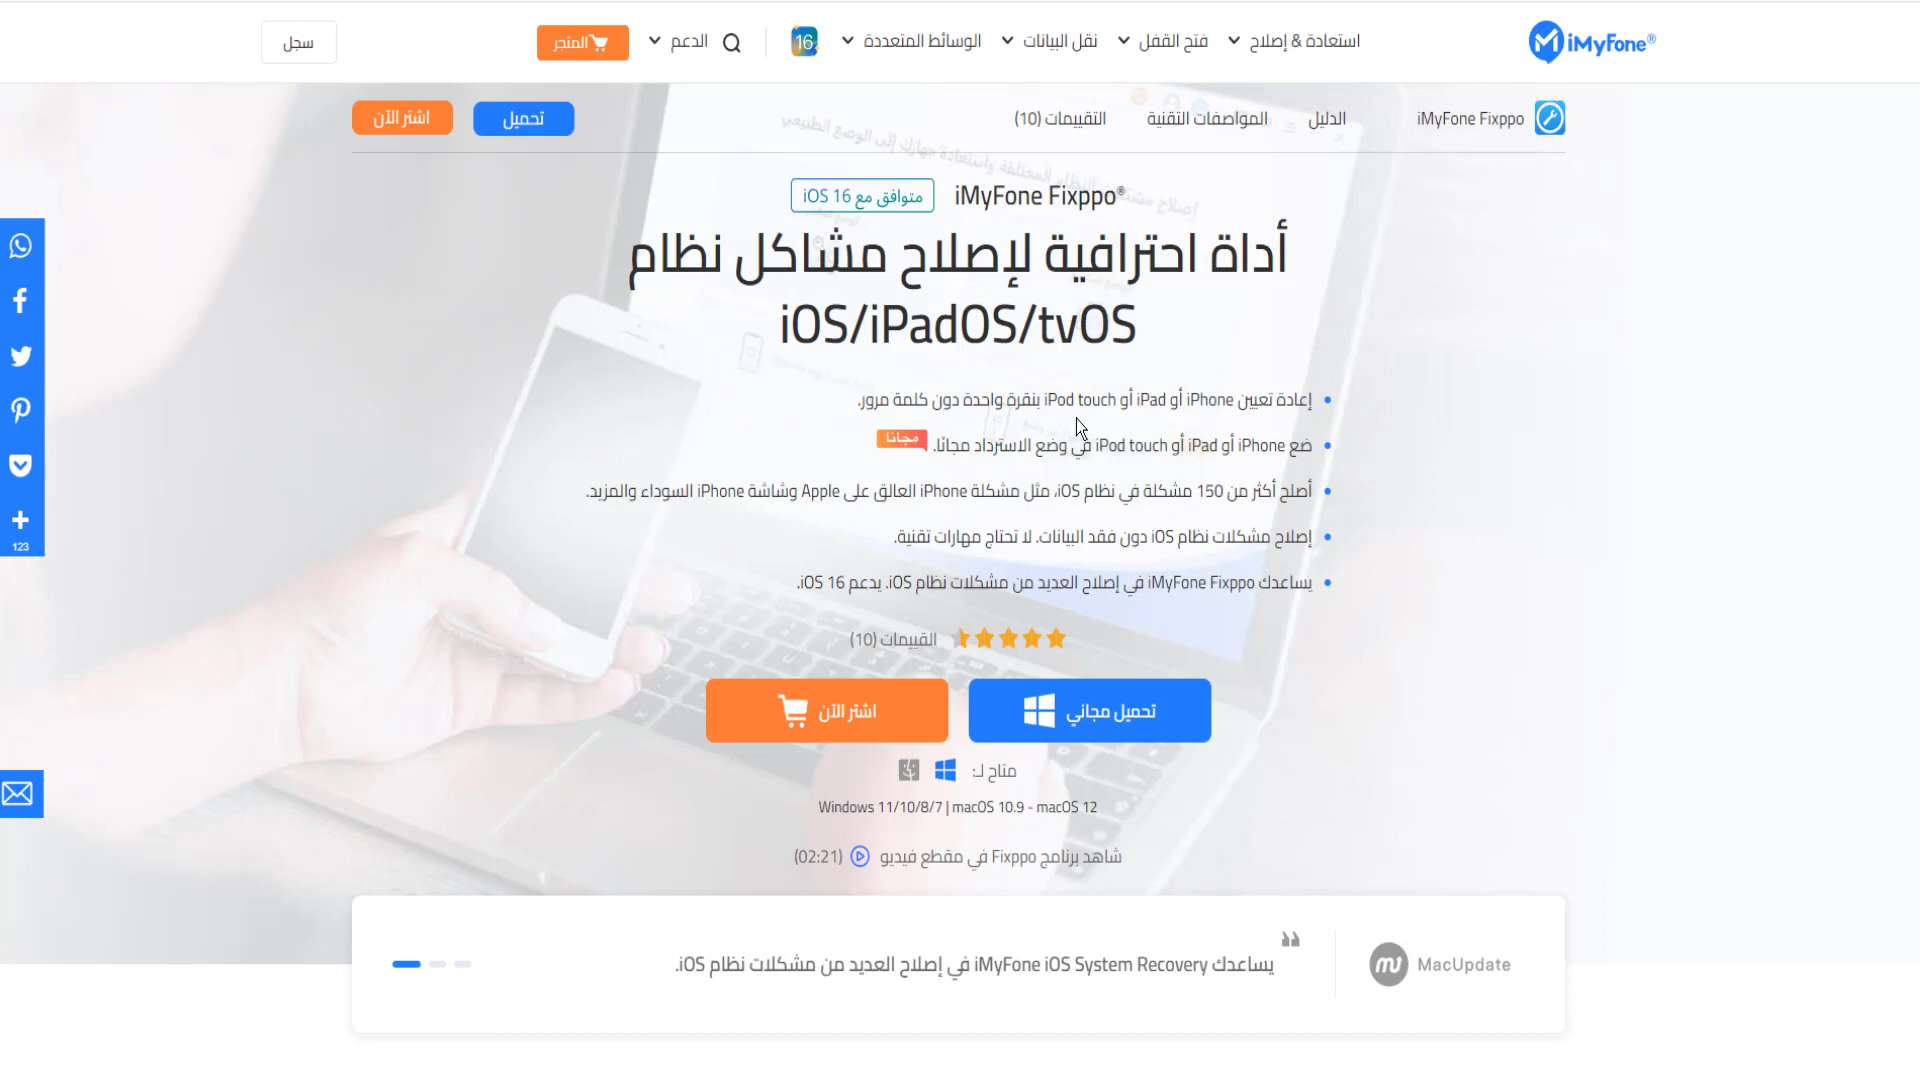 iMyFone®
استعادة & إصلاح
فتح القفل
نقل البيانات
الوسائط المتعددة
16
الدعم
المتجر
سجل
iMyFone Fixppo
الدليل
المواصفات التقنية
التقييمات (10)
تحميل
اشتر الآن
iMyFone Fixppo®
متوافق مع iOS 16
أداة احترافية لإصلاح مشاكل نظام
iOS/iPadOS/tvOS
إعادة تعيين iPhone أو iPad أو iPod touch بنقرة واحدة دون كلمة مرور.
ضع iPhone أو iPad أو iPod touch في وضع الاسترداد مجانًا. مجانا
أصلح أكثر من 150 مشكلة في نظام iOS، مثل مشكلة iPhone العالق على Apple وشاشة iPhone السوداء والمزيد.
إصلاح مشكلات نظام iOS دون فقد البيانات. لا تحتاج مهارات تقنية.
يساعدك iMyFone Fixppo في إصلاح العديد من مشكلات نظام iOS. يدعم iOS 16.
القييمات (10)
تحميل مجاني
اشتر الآن
متاح لـ:
Windows 11/10/8/7 | macOS 10.9 - macOS 12
شاهد برنامج Fixppo في مقطع فيديو (02:21)
123
MacUpdate
يساعدك iMyFone iOS System Recovery في إصلاح العديد من مشكلات نظام iOS.